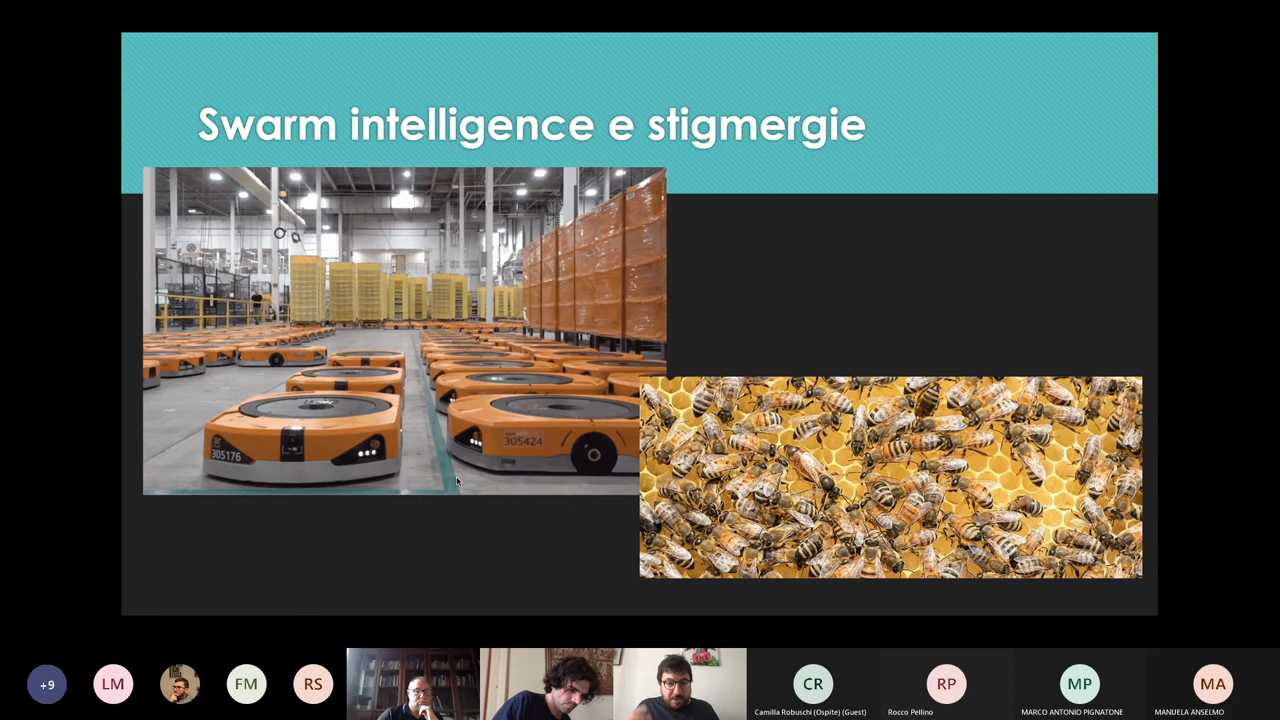 Swarm intelligence e stigmergie
305176
305424
+9
LM
FM
RS
CR
RP
MP
MA
Camilla Robuschi (Ospite) (Guest)
Rocco Pellino
MARCO ANTONIO PIGNATONE
MANUELA ANSELMO